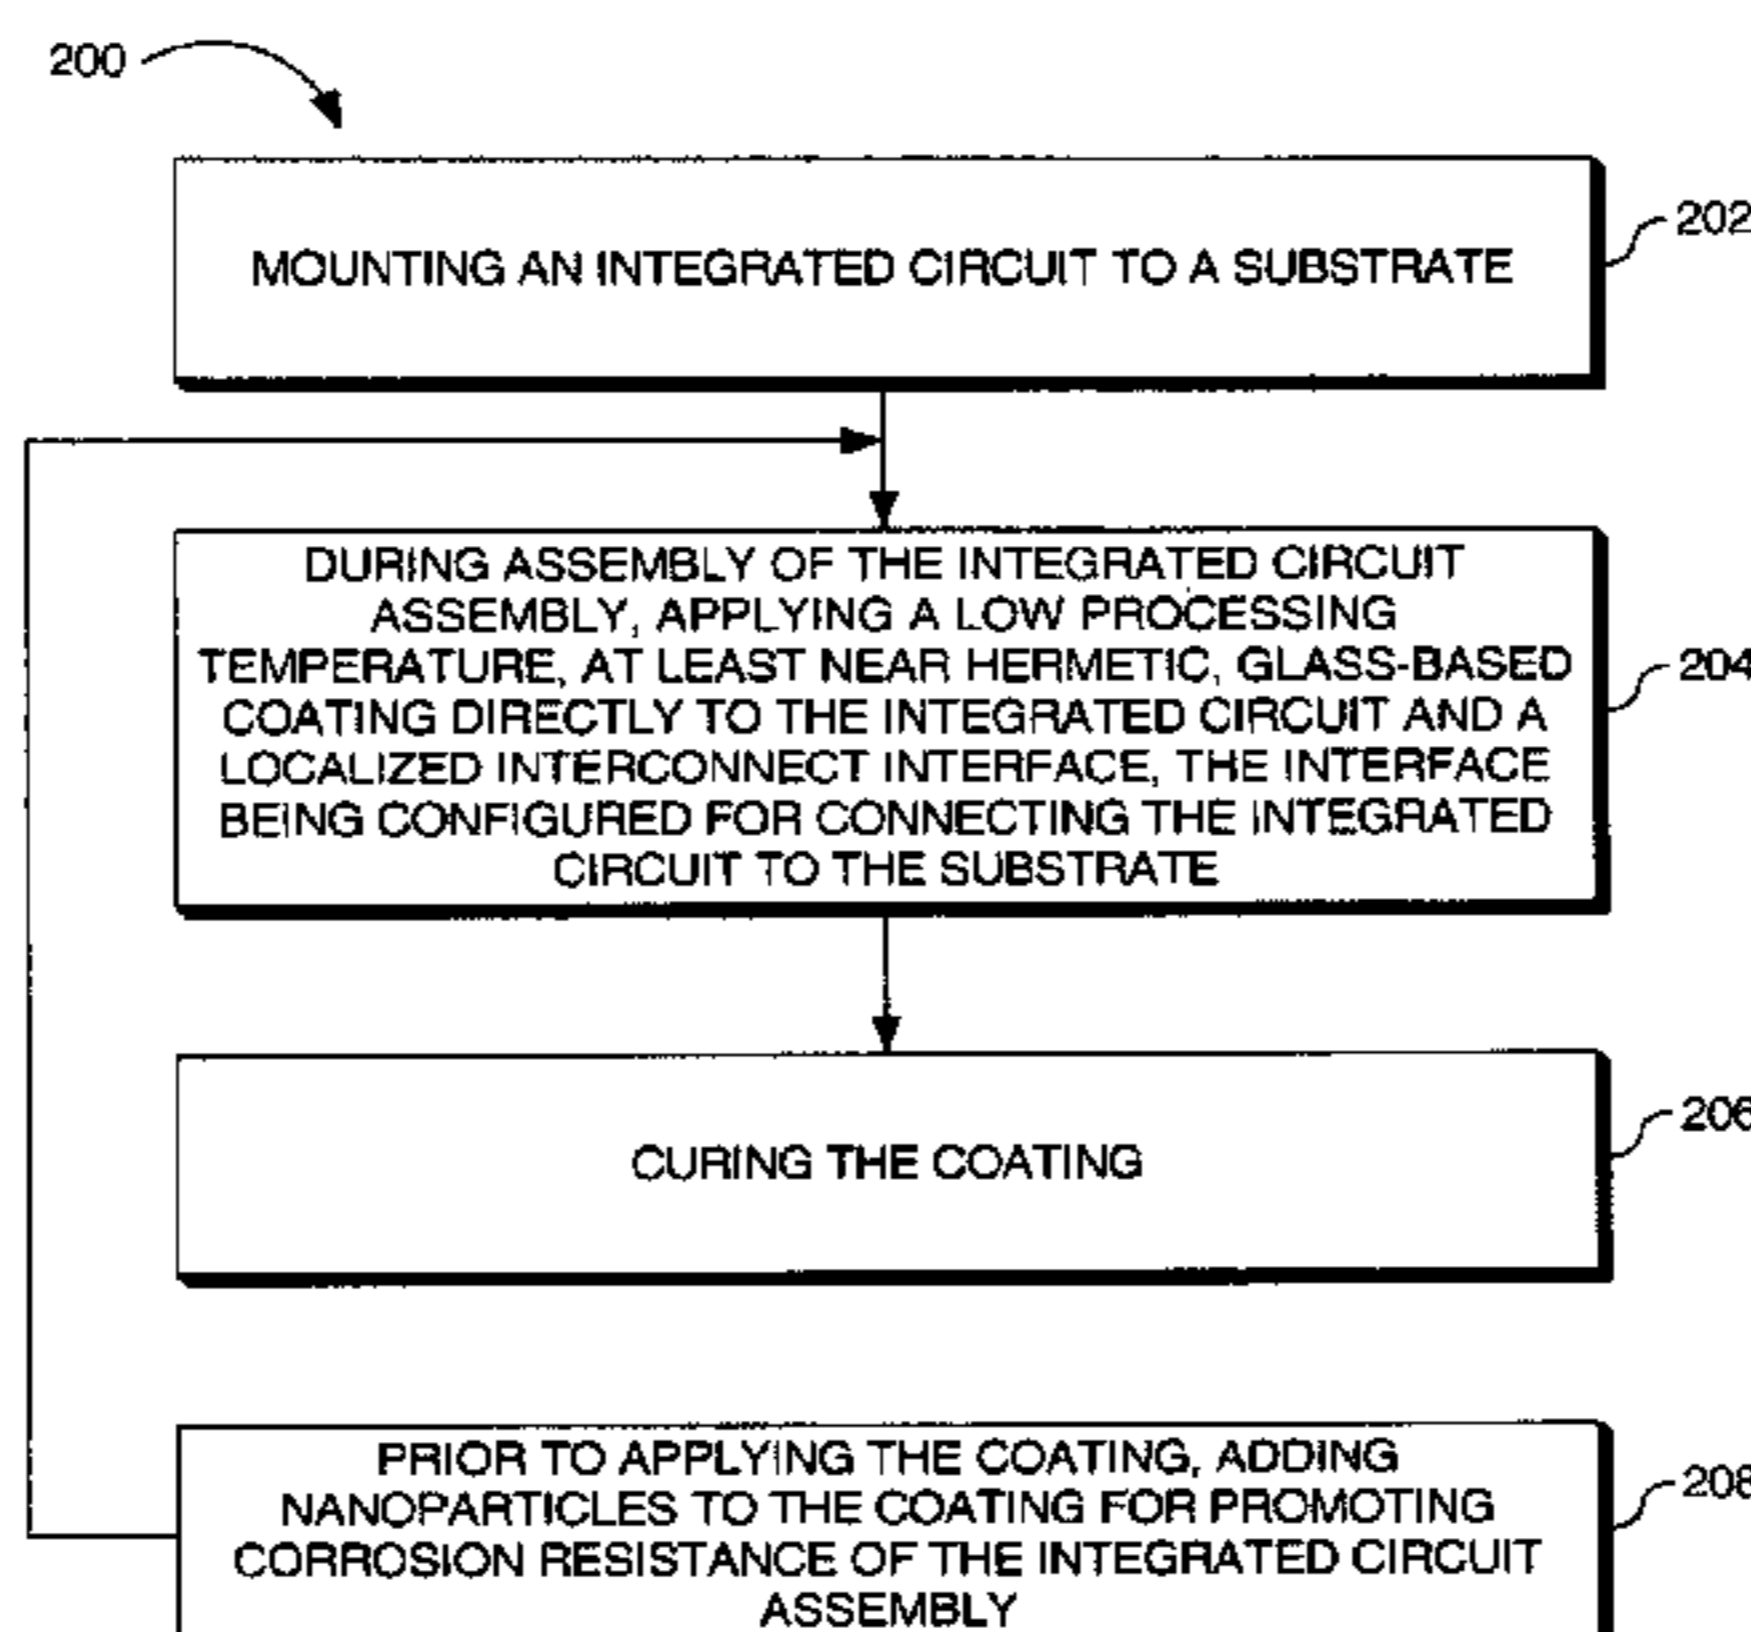 200
MOUNTING AN INTEGRATED CIRCUIT TO A SUBSTRATE
202
DURING ASSEMBLY OF THE INTEGRATED CIRCUIT
ASSEMBLY, APPLYING A LOW PROCESSING
TEMPERATURE, AT LEAST NEAR HERMETIC, GLASS-BASED
COATING DIRECTLY TO THE INTEGRATED CIRCUIT AND A
LOCALIZED INTERCONNECT INTERFACE, THE INTERFACE
BEING CONFIGURED FOR CONNECTING THE INTEGRATED
CIRCUIT TO THE SUBSTRATE
204
CURING THE COATING
206
PRIOR TO APPLYING THE COATING, ADDING
NANOPARTICLES TO THE COATING FOR PROMOTING
CORROSION RESISTANCE OF THE INTEGRATED CIRCUIT
ASSEMBLY
208